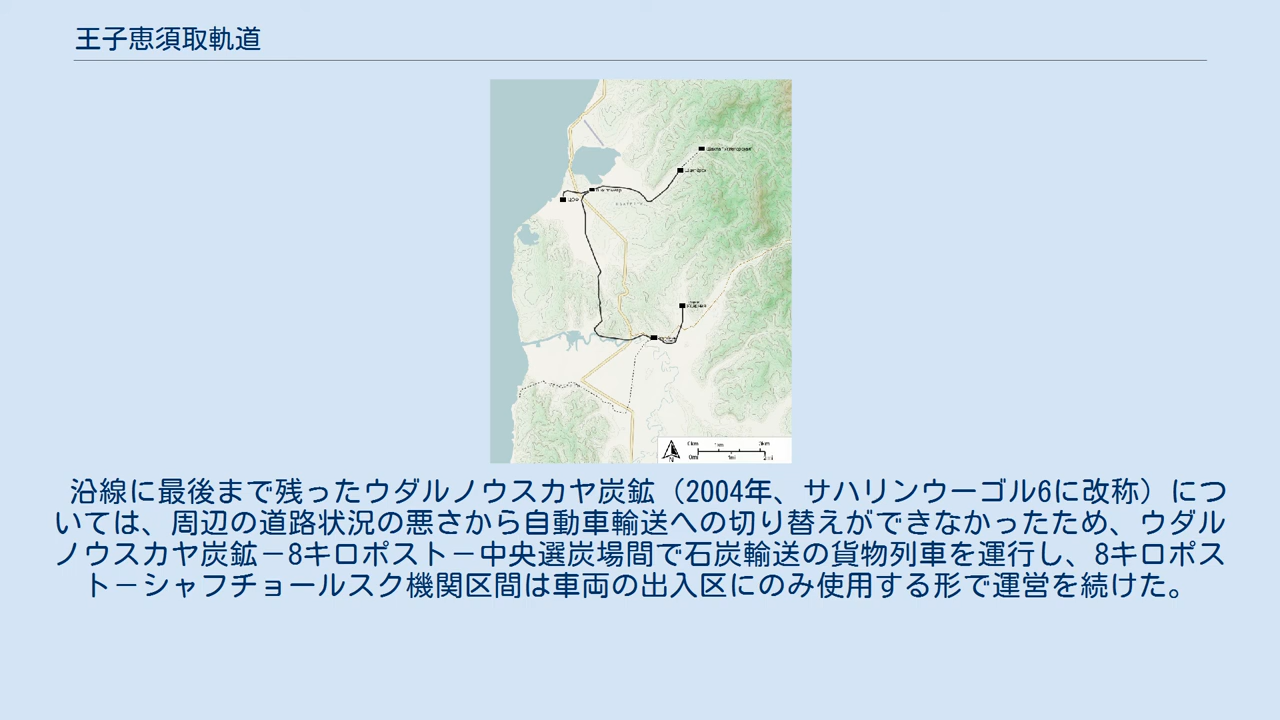 王子恵須取軌道
0km 1km 3km
0mi 1mi 2mi
N
沿線に最後まで残ったウダルノウスカヤ炭鉱（2004年、サハリンウーゴル6に改称）につ
いては、周辺の道路状況の悪さから自動車輸送への切り替えができなかったため、ウダル
ノウスカヤ炭鉱－8キロポスト－中央選炭場間で石炭輸送の貨物列車を運行し、8キロポス
ト－シャフチョールスク機関区間は車両の出入区にのみ使用する形で運営を続けた。